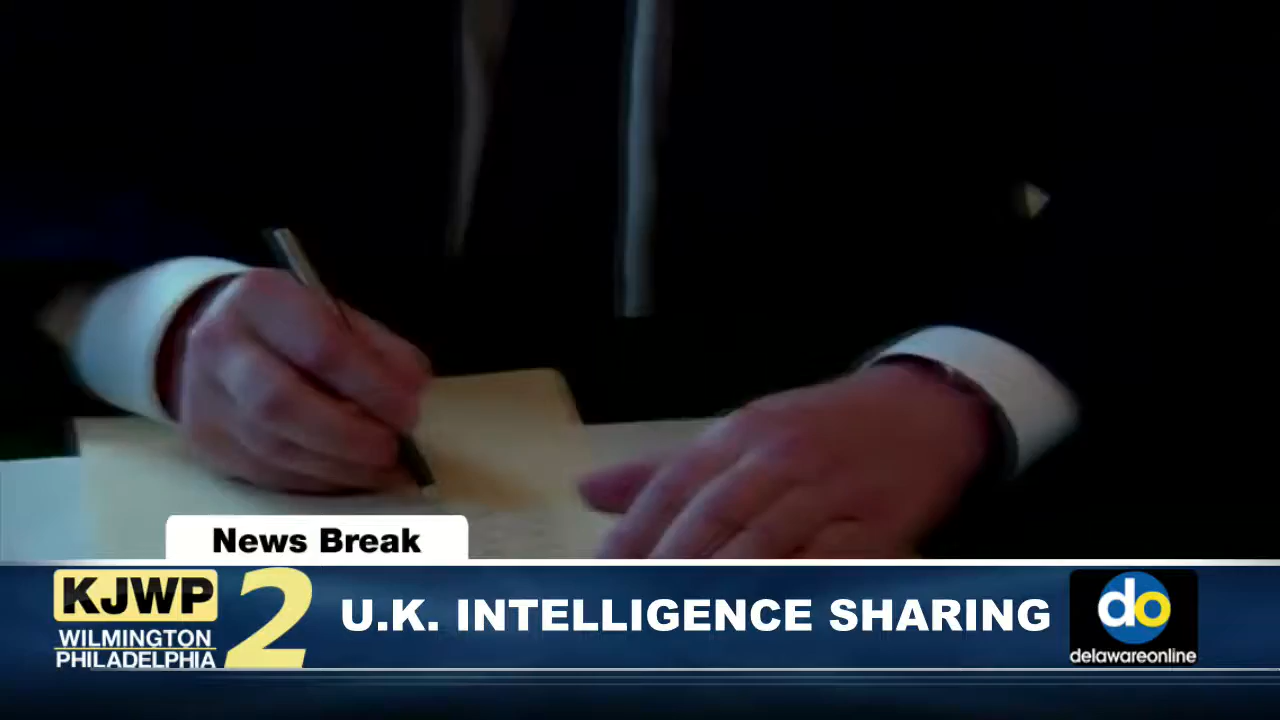 News Break
KJWP 2
WILMINGTON
PHILADELPHIA
U.K. INTELLIGENCE SHARING
do
delawareonline